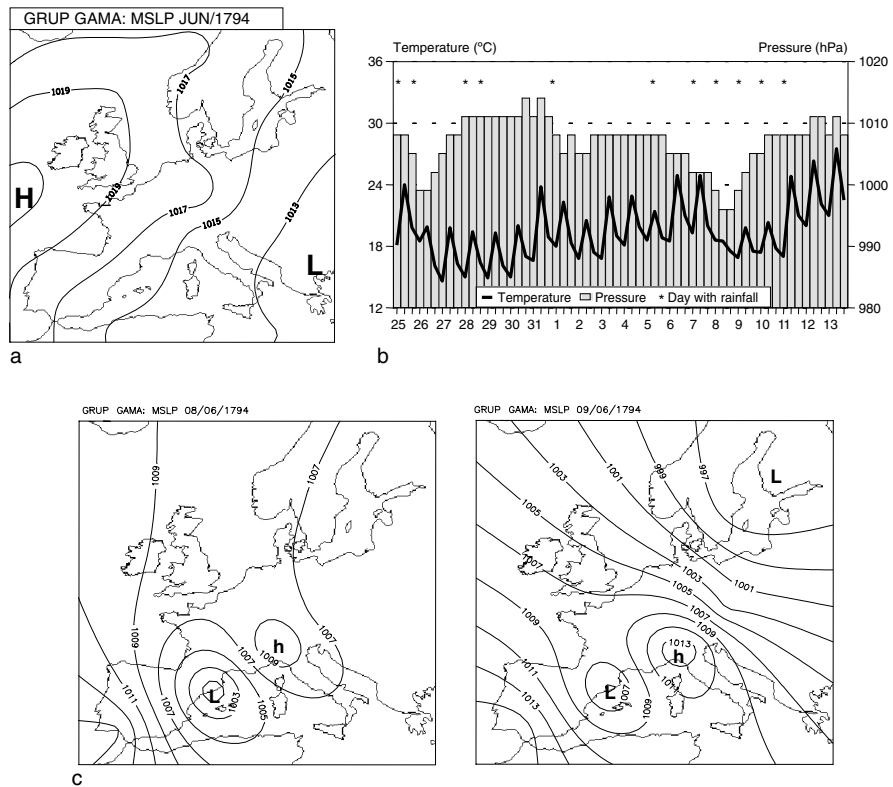 GRUP GAMA: MSLP JUN/1794
1017
1015
1019
H
1019
1017
1015
1013
L
a
Temperature (°C)
Pressure (hPa)
36
1020
* * * * * * * * * * *
30
1010
24
1000
18
990
Temperature Pressure * Day with rainfall
12
980
25 26 27 28 29 30 31 1 2 3 4 5 6 7 8 9 10 11 12 13
b
GRUP GAMA: MSLP 08/06/1794
1009
1007
1009
1007
h
1007
1009
L
1003
1011
1007
1005
GRUP GAMA: MSLP 09/06/1794
1003
1001
999
997
L
1005
1007
1003
1005
1001
1007
1009
1009
1013
h
1011
L
1007
1013
1009
c